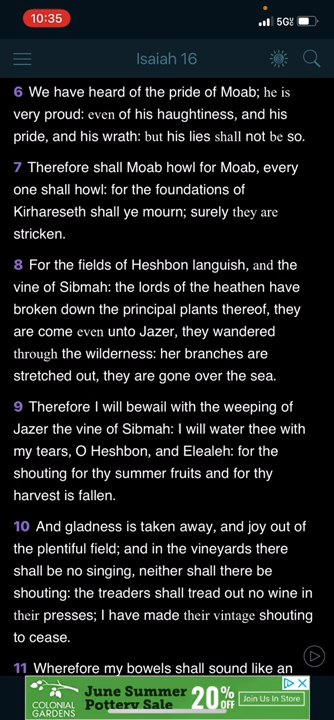 10:35
5G
Isaiah 16
6 We have heard of the pride of Moab; he is
very proud: even of his haughtiness, and his
pride, and his wrath: but his lies shall not be so.
7 Therefore shall Moab howl for Moab, every
one shall howl: for the foundations of
Kirhareseth shall ye mourn; surely they are
stricken.
8 For the fields of Heshbon languish, and the
vine of Sibmah: the lords of the heathen have
broken down the principal plants thereof, they
are come even unto Jazer, they wandered
through the wilderness: her branches are
stretched out, they are gone over the sea.
9 Therefore I will bewail with the weeping of
Jazer the vine of Sibmah: I will water thee with
my tears, O Heshbon, and Elealeh: for the
shouting for thy summer fruits and for thy
harvest is fallen.
10 And gladness is taken away, and joy out of
the plentiful field; and in the vineyards there
shall be no singing, neither shall there be
shouting: the treaders shall tread out no wine in
their presses; I have made their vintage shouting
to cease.
11 Wherefore my bowels shall sound like an
COLONIAL
GARDENS
June Summer
Pottery Sale
20% OFF
Join Us In Store